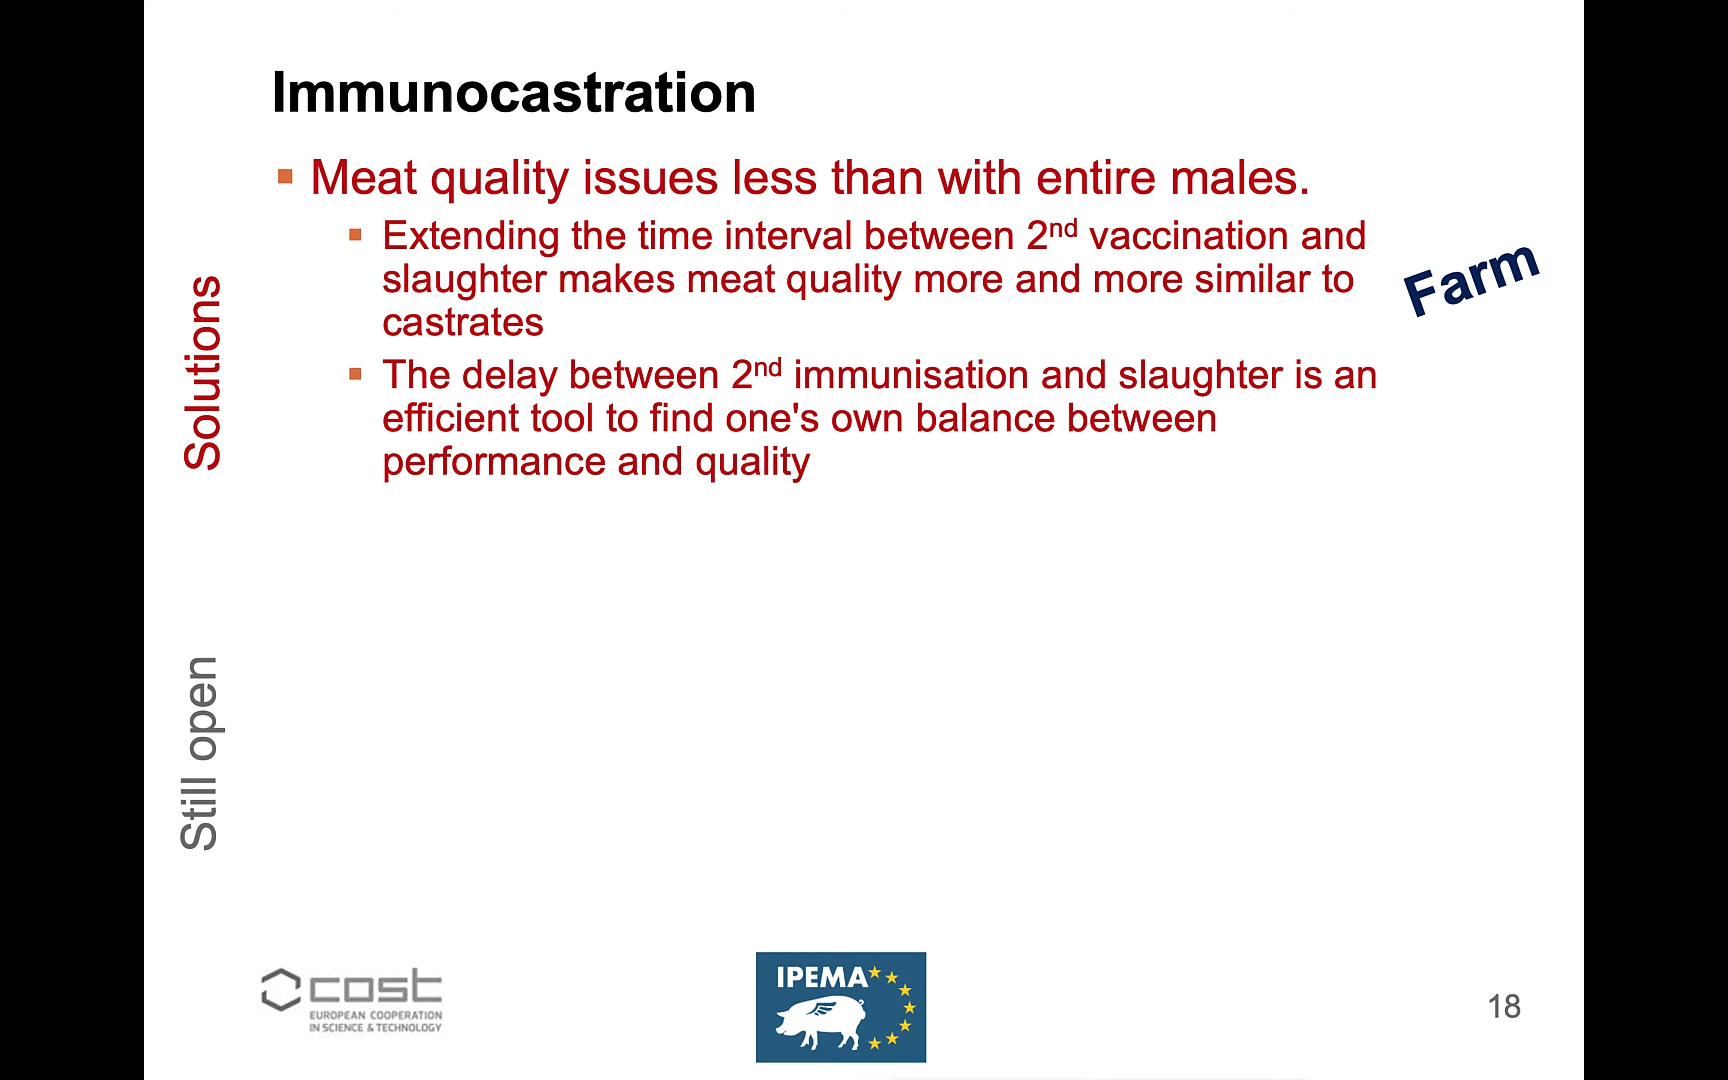 Immunocastration
Meat quality issues less than with entire males.
Extending the time interval between 2nd vaccination and
slaughter makes meat quality more and more similar to
castrates
The delay between 2nd immunisation and slaughter is an
efficient tool to find one's own balance between
performance and quality
Farm
Solutions
Still open
cost
EUROPEAN COOPERATION
IN SCIENCE & TECHNOLOGY
IPEMA
18